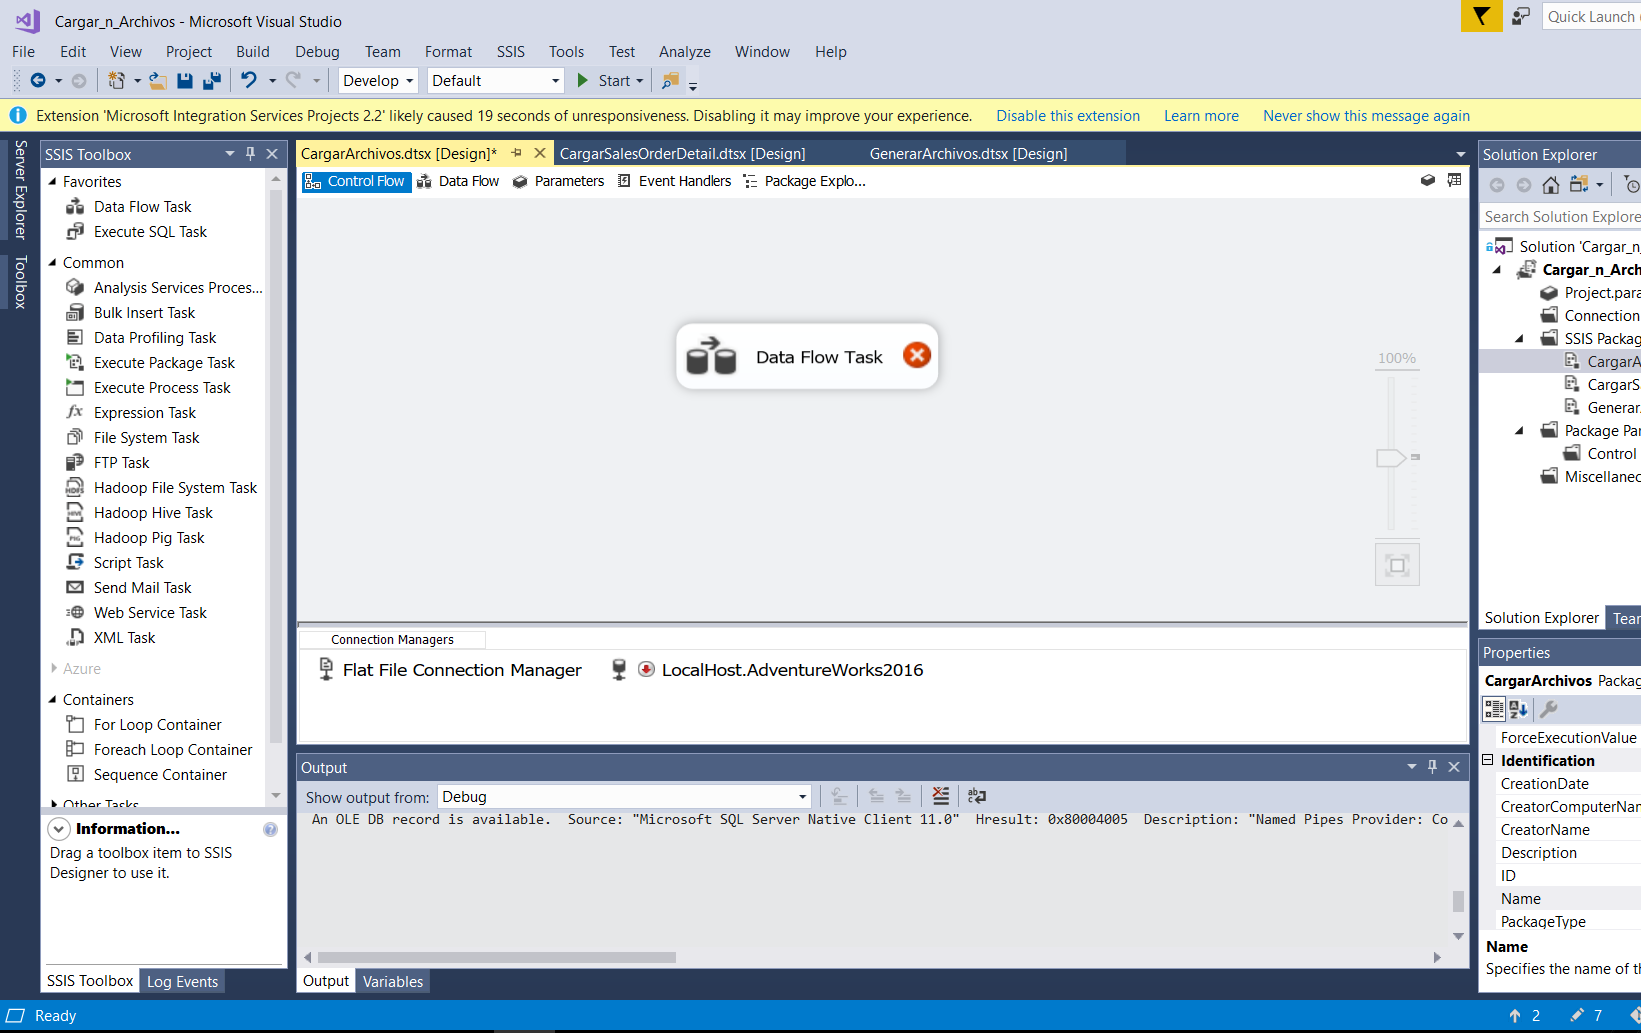 Cargar_n_Archivos - Microsoft Visual Studio
Quick Launch
File Edit View Project Build Debug Team Format SSIS Tools Test Analyze Window Help
Develop Default Start
Extension 'Microsoft Integration Services Projects 2.2' likely caused 19 seconds of unresponsiveness. Disabling it may improve your experience. Disable this extension Learn more Never show this message again
Server Explorer
Toolbox
SSIS Toolbox
Favorites
Data Flow Task
Execute SQL Task
Common
Analysis Services Proces...
Bulk Insert Task
Data Profiling Task
Execute Package Task
Execute Process Task
Expression Task
File System Task
FTP Task
Hadoop File System Task
Hadoop Hive Task
Hadoop Pig Task
Script Task
Send Mail Task
Web Service Task
XML Task
Azure
Containers
For Loop Container
Foreach Loop Container
Sequence Container
Other Tasks
Information...
Drag a toolbox item to SSIS
Designer to use it.
SSIS Toolbox Log Events
CargarArchivos.dtsx [Design]* CargarSalesOrderDetail.dtsx [Design] GenerarArchivos.dtsx [Design]
Control Flow Data Flow Parameters Event Handlers Package Explo...
Data Flow Task
100%
Connection Managers
Flat File Connection Manager LocalHost.AdventureWorks2016
Output
Show output from: Debug
An OLE DB record is available. Source: "Microsoft SQL Server Native Client 11.0" Hresult: 0x80004005 Description: "Named Pipes Provider: Co
Output Variables
Solution Explorer
Search Solution Explore
Solution 'Cargar_n
Cargar_n_Arch
Project.para
Connection
SSIS Packag
CargarA
CargarS
Generar
Package Par
Control
Miscellanec
Solution Explorer Tear
Properties
CargarArchivos Packag
ForceExecutionValue
Identification
CreationDate
CreatorComputerNan
CreatorName
Description
ID
Name
PackageType
Name
Specifies the name of th
Ready
2 7